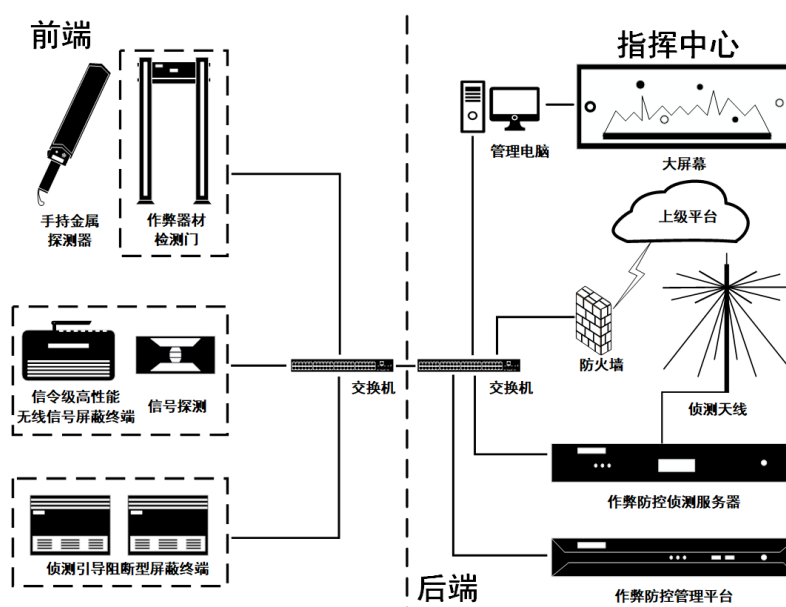 前端
指挥中心
管理电脑
大屏幕
手持金属
探测器
作弊器材
检测门
上级平台
防火墙
信令级高性能
无线信号屏蔽终端
信号探测
交换机
交换机
侦测天线
作弊防控侦测服务器
侦测引导阻断型屏蔽终端
后端
作弊防控管理平台